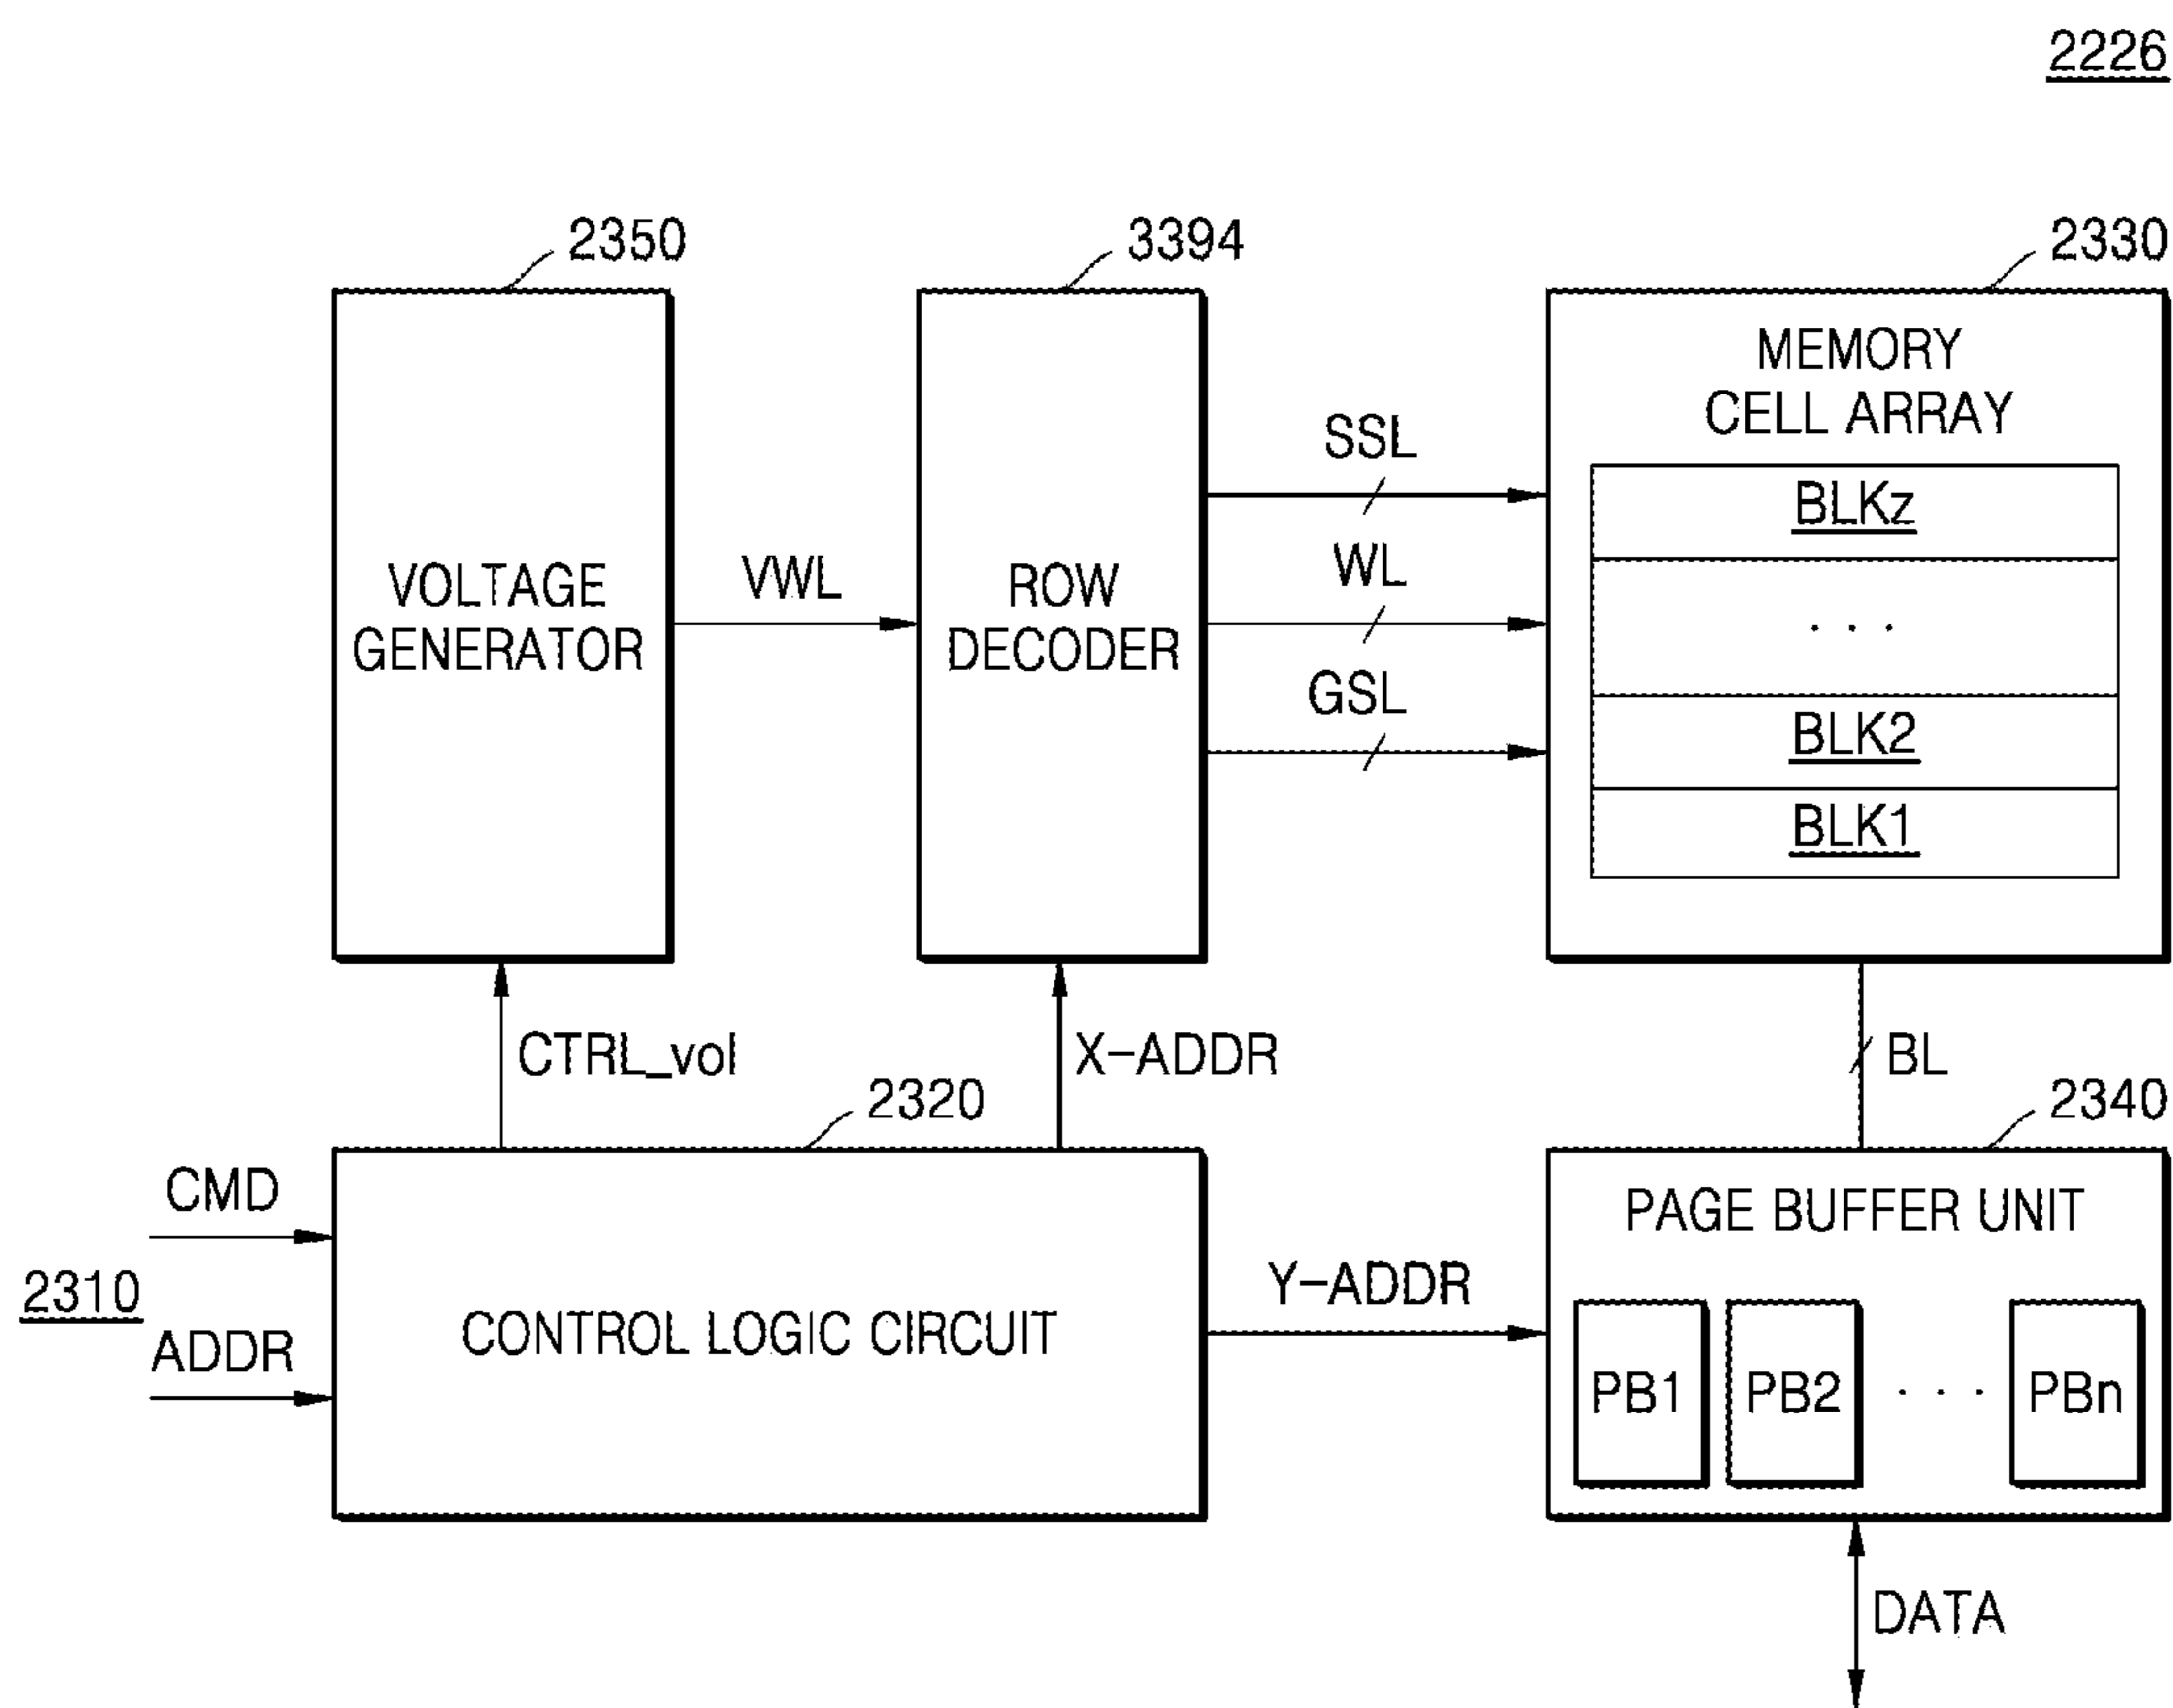 2226
2350
3394
2330
VOLTAGE
GENERATOR
VWL
ROW
DECODER
SSL
WL
GSL
MEMORY
CELL ARRAY
BLKz
. . .
BLK2
BLK1
CTRL_vol
X-ADDR
BL
2320
2340
CMD
2310
ADDR
CONTROL LOGIC CIRCUIT
Y-ADDR
PAGE BUFFER UNIT
PB1 PB2 . . . PBn
DATA